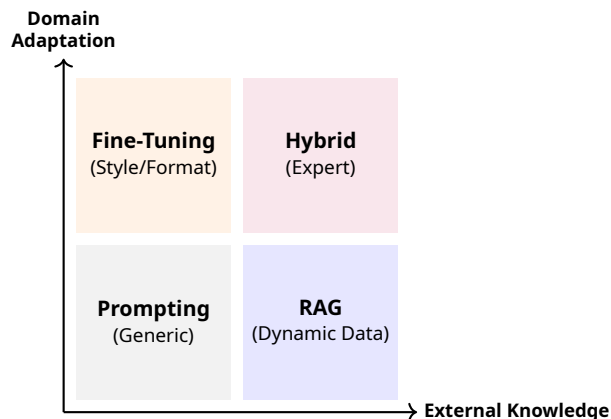 Domain
Adaptation
Fine-Tuning
(Style/Format)
Hybrid
(Expert)
Prompting
(Generic)
RAG
(Dynamic Data)
External Knowledge